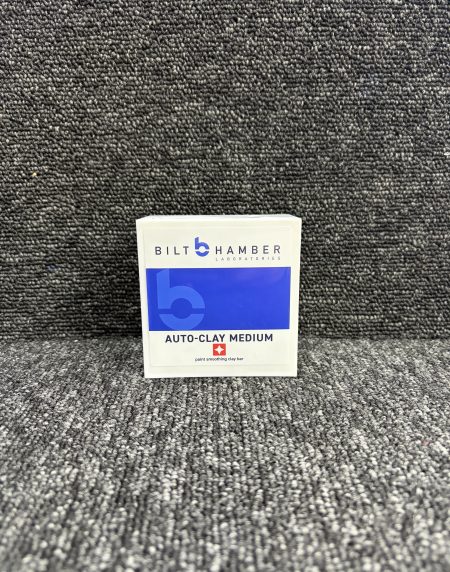 BILT HAMBER
LABORATORIES
AUTO-CLAY MEDIUM
paint smoothing clay bar